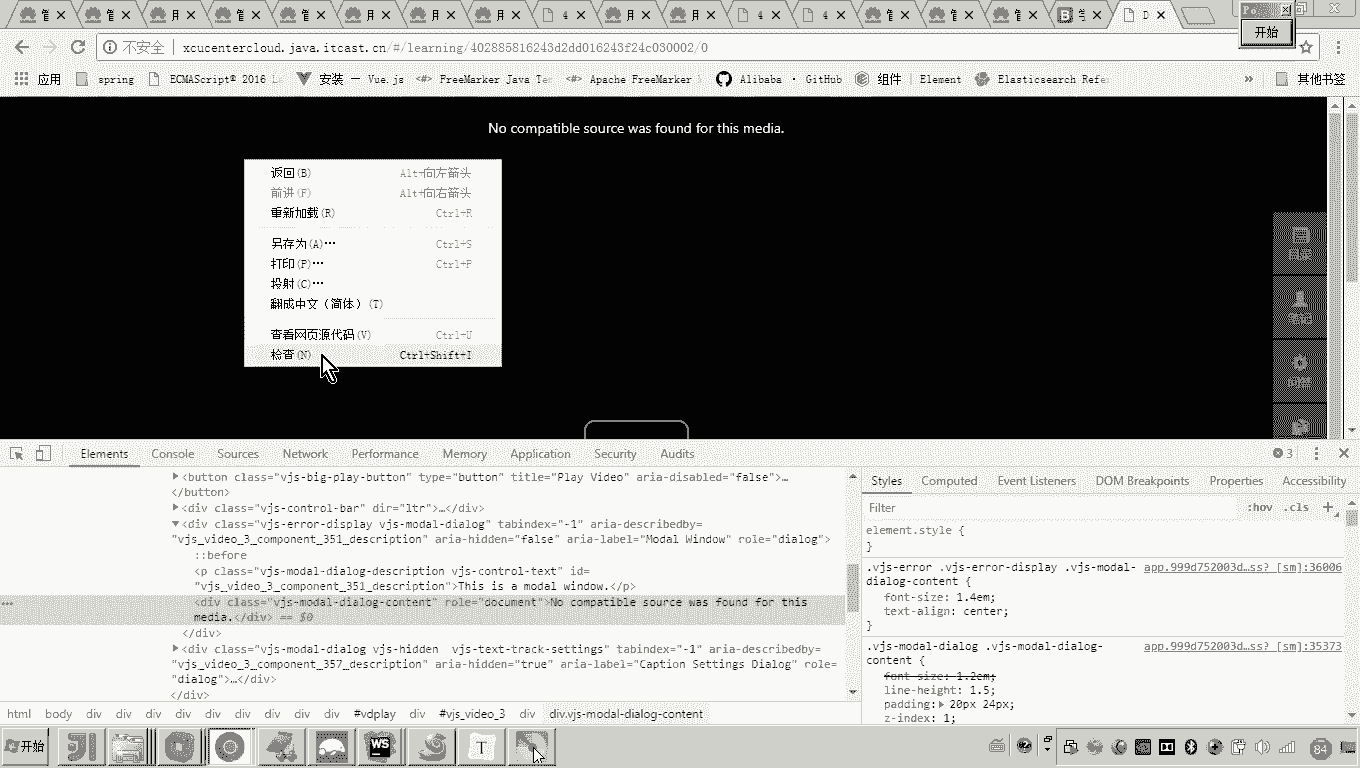 Po
开始
不安全
xcucentercloud.java.itcast.cn/#/learning/402885816243d2dd016243f24c030002/0
应用 spring ECMAScript® 2016 安装 — Vue.js FreeMarker Java Te Apache FreeMarker Alibaba · GitHub 组件 | Element Elasticsearch Refe » 其他书签
No compatible source was found for this media.
返回(B) Alt+向左箭头
前进(F) Alt+向右箭头
重新加载(R) Ctrl+R
另存为(A)… Ctrl+S
打印(P)… Ctrl+P
投射(C)…
翻成中文（简体）(T)
查看网页源代码(V) Ctrl+U
检查(N) Ctrl+Shift+I
Elements Console Sources Network Performance Memory Application Security Audits 3
<button class="vjs-big-play-button" type="button" title="Play Video" aria-disabled="false">…
</button>
<div class="vjs-control-bar" dir="ltr">…</div>
<div class="vjs-error-display vjs-modal-dialog" tabindex="-1" aria-describedby=
"vjs_video_3_component_351_description" aria-hidden="false" aria-label="Modal Window" role="dialog">
::before
<p class="vjs-modal-dialog-description vjs-control-text" id=
"vjs_video_3_component_351_description">This is a modal window.</p>
<div class="vjs-modal-dialog-content" role="document">No compatible source was found for this
media.</div> == $0
</div>
<div class="vjs-modal-dialog vjs-hidden  vjs-text-track-settings" tabindex="-1" aria-describedby=
"vjs_video_3_component_357_description" aria-hidden="true" aria-label="Caption Settings Dialog" role=
"dialog">…</div>
</div>
html body div div div div div div div div div #vdplay div #vjs_video_3 div div.vjs-modal-dialog-content
Styles Computed Event Listeners DOM Breakpoints Properties Accessibility
Filter :hov .cls +
element.style {
}
.vjs-error .vjs-error-display .vjs-modal- app.999d752003d…ss? [sm]:36006
dialog-content {
font-size: 1.4em;
text-align: center;
}
.vjs-modal-dialog .vjs-modal-dialog- app.999d752003d…ss? [sm]:35373
content {
font-size: 1.2em;
line-height: 1.5;
padding: 20px 24px;
z-index: 1;
开始 WS T 84